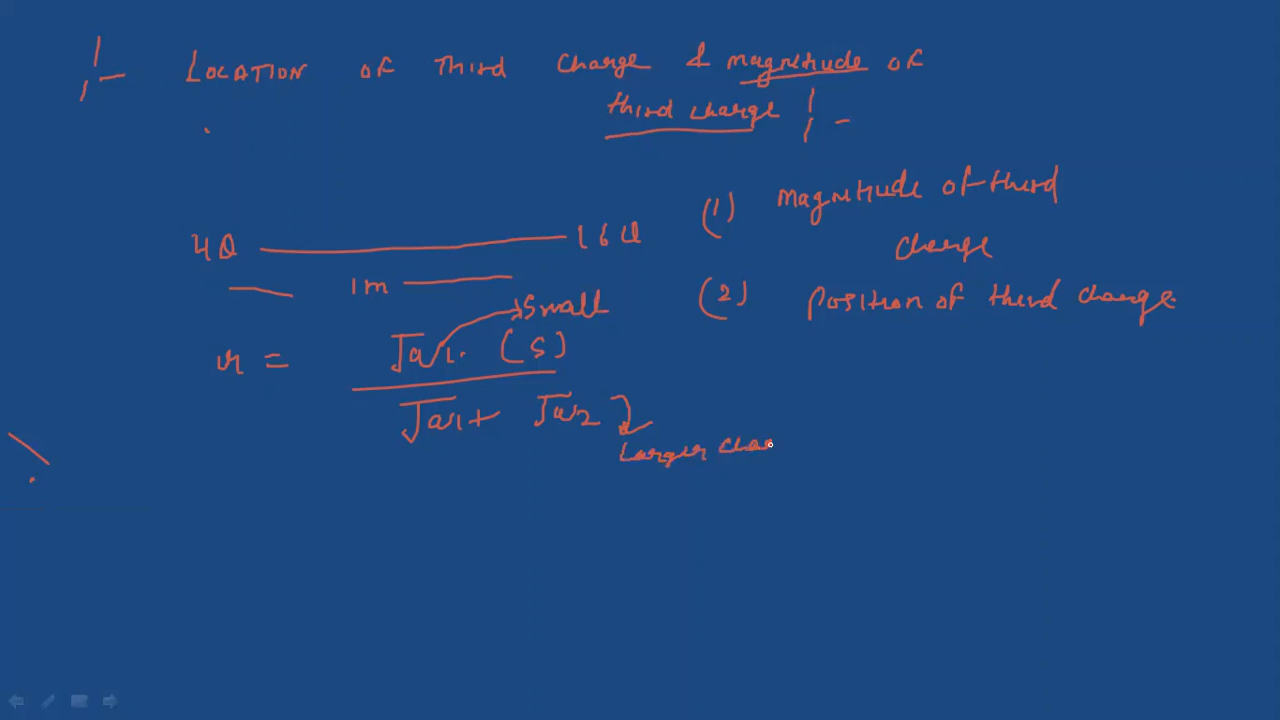 :- LOCATION OF THIRD Charge & magnitude OF
third charge :-
4Q ——— 16Q
1m
(1) magnitude of third
charge
(2) position of third charge
small
r = √q1 (S)
√q1 + √q2
Larger cha